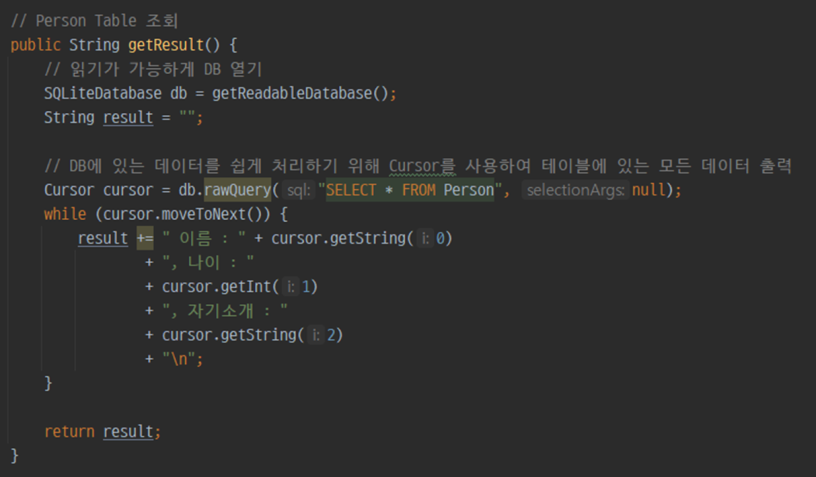 // Person Table 조회
public String getResult() {
// 읽기가 가능하게 DB 열기
SQLiteDatabase db = getReadableDatabase();
String result = "";
// DB에 있는 데이터를 쉽게 처리하기 위해 Cursor를 사용하여 테이블에 있는 모든 데이터 출력
Cursor cursor = db.rawQuery( sql: "SELECT * FROM Person", selectionArgs: null);
while (cursor.moveToNext()) {
result += " 이름 : " + cursor.getString( i: 0)
+ ", 나이 : "
+ cursor.getInt( i: 1)
+ ", 자기소개 : "
+ cursor.getString( i: 2)
+ "\n";
}
return result;
}